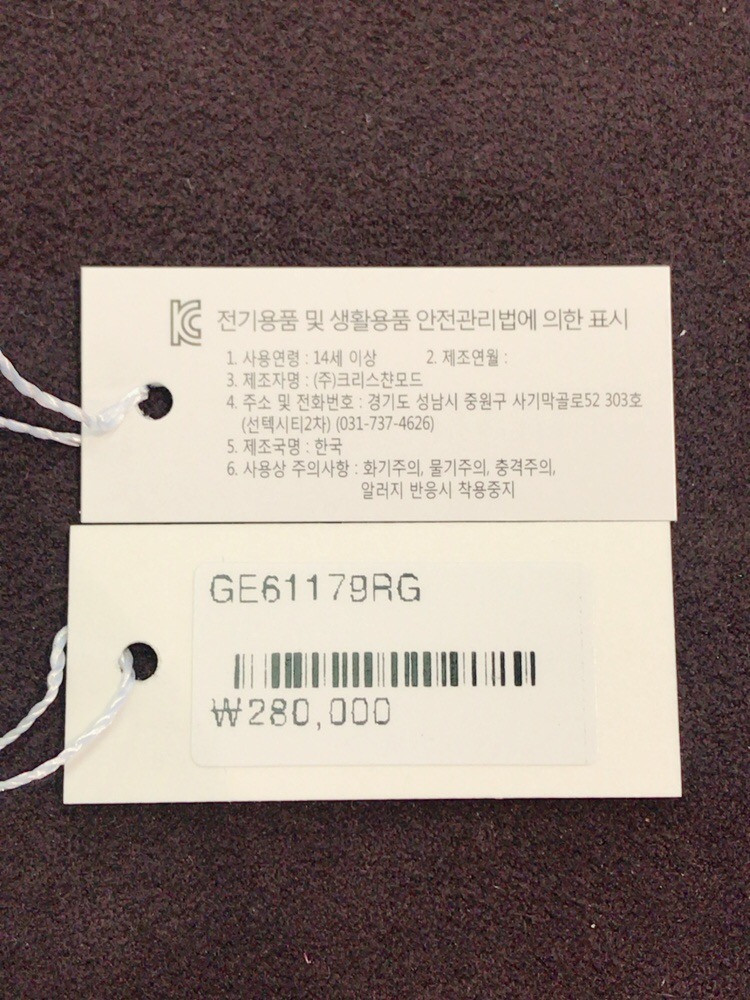 KC 전기용품 및 생활용품 안전관리법에 의한 표시
1. 사용연령 : 14세 이상 2. 제조연월 :
3. 제조자명 : (주)크리스챤모드
4. 주소 및 전화번호 : 경기도 성남시 중원구 사기막골로52 303호
(선텍시티2차) (031-737-4626)
5. 제조국명 : 한국
6. 사용상 주의사항 : 화기주의, 물기주의, 충격주의,
알러지 반응시 착용중지
GE61179RG
₩280,000